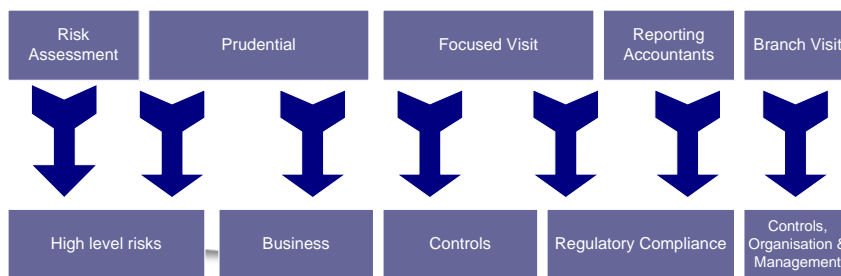 Risk
Assessment
Prudential
Focused Visit
Reporting
Accountants
Branch Visit
High level risks
Business
Controls
Regulatory Compliance
Controls,
Organisation &
Management